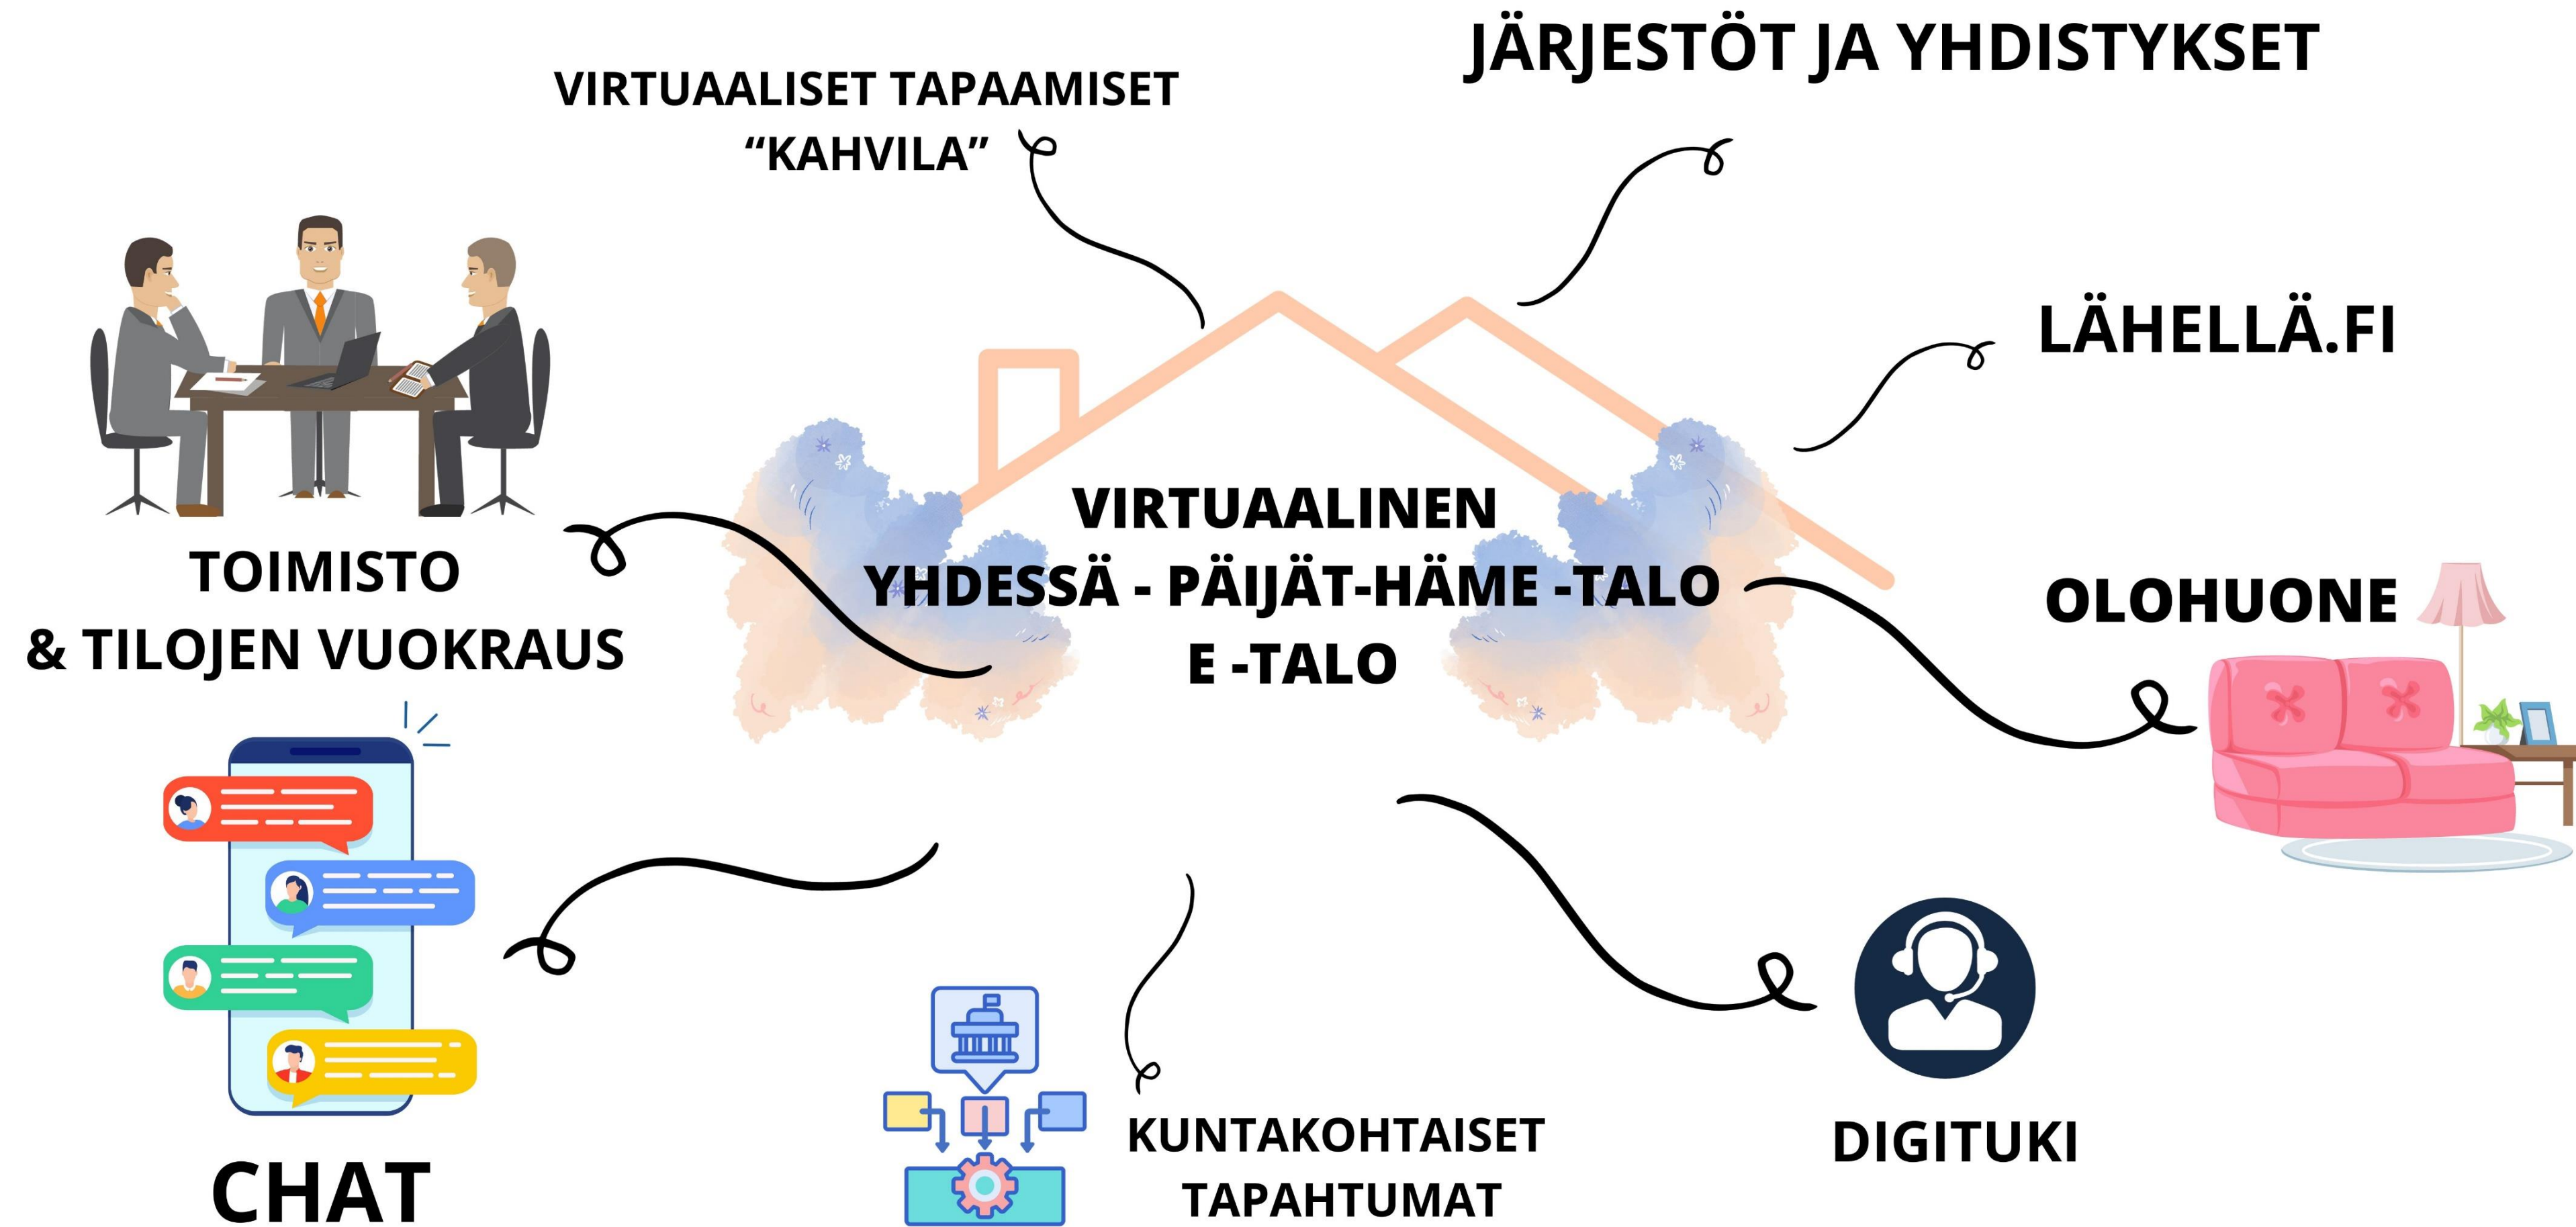 JÄRJESTÖT JA YHDISTYKSET
VIRTUAALISET TAPAAMISET
“KAHVILA”
LÄHELLÄ.FI
VIRTUAALINEN
YHDESSÄ - PÄIJÄT-HÄME -TALO
E -TALO
TOIMISTO
& TILOJEN VUOKRAUS
OLOHUONE
CHAT
KUNTAKOHTAISET
TAPAHTUMAT
DIGITUKI